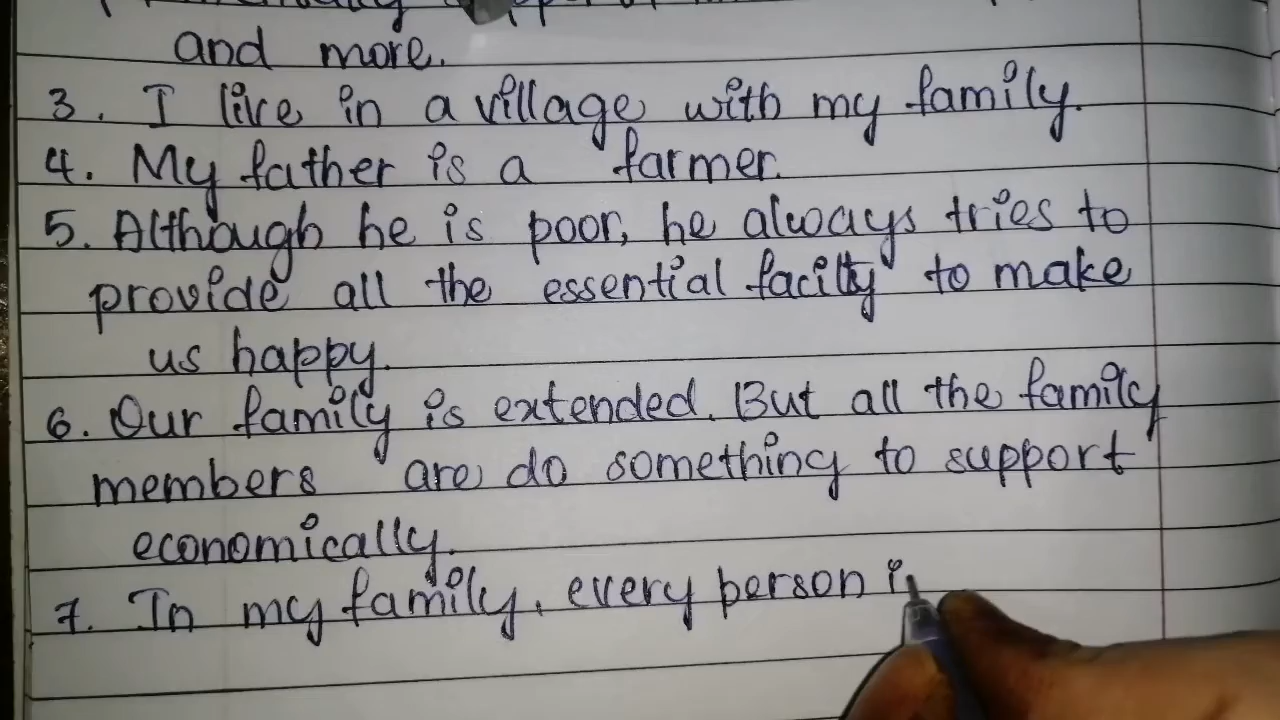 and more.
3. I live in a village with my family.
4. My father is a farmer.
5. Although he is poor, he always tries to
provide all the essential facilty to make
us happy.
6. Our family is extended. But all the family
members are do something to support
economically.
7. In my family, every person i